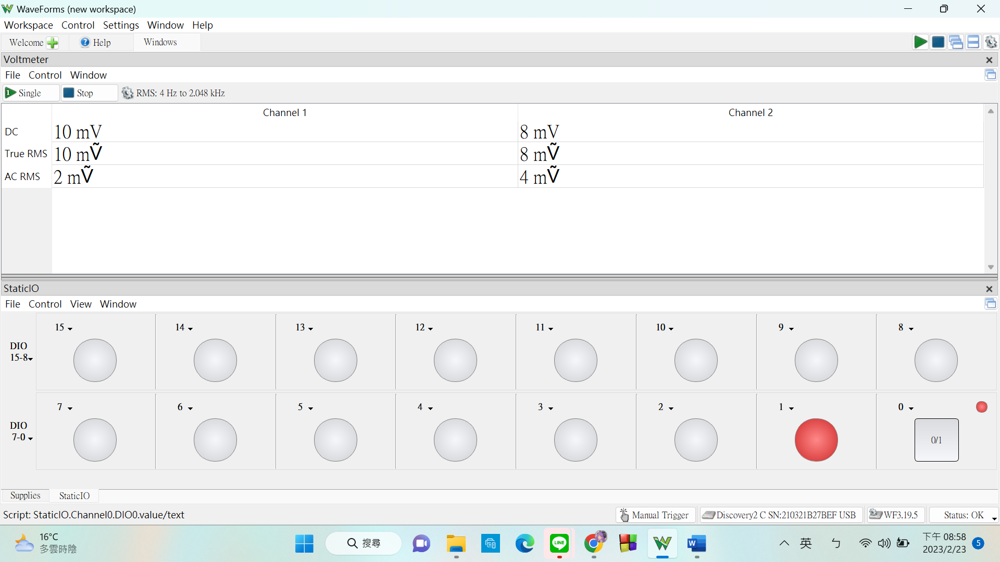 WaveForms (new workspace)
Workspace Control Settings Window Help
Welcome Help Windows
Voltmeter
File Control Window
Single Stop RMS: 4 Hz to 2.048 kHz
Channel 1 Channel 2
DC 10 mV 8 mV
True RMS 10 mṼ 8 mṼ
AC RMS 2 mṼ 4 mṼ
StaticIO
File Control View Window
15 14 13 12 11 10 9 8
DIO
15-8
7 6 5 4 3 2 1 0
DIO
7-0
0/1
Supplies StaticIO
Script: StaticIO.Channel0.DIO0.value/text Manual Trigger Discovery2 C SN:210321B27BEF USB WF3.19.5 Status: OK
16°C
多雲時陰
搜尋
LINE
英 ㄅ
下午 08:58
2023/2/23
5